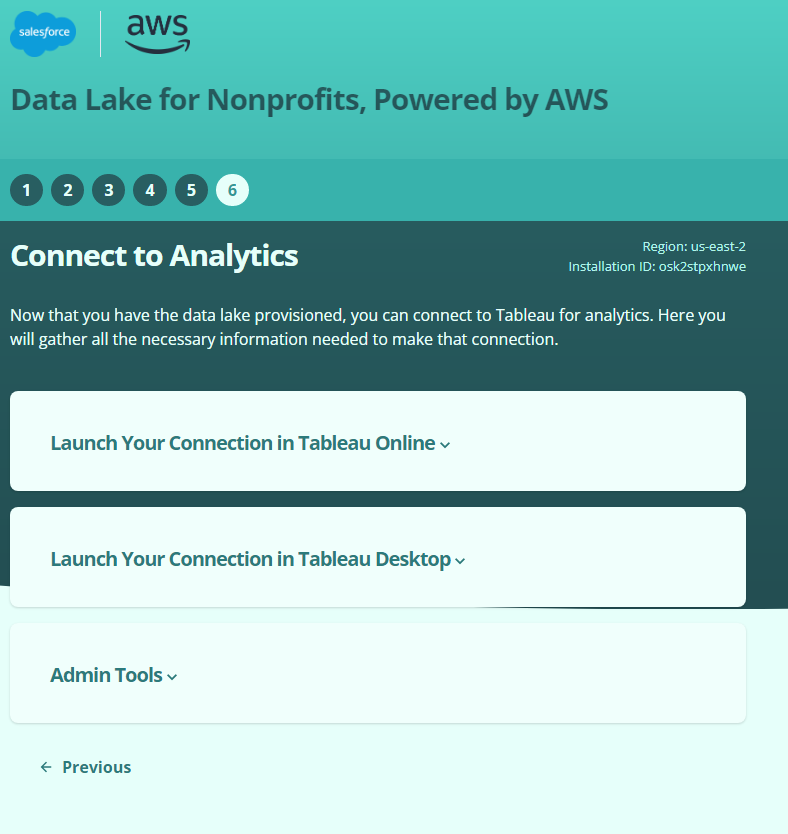 salesforce
aws
Data Lake for Nonprofits, Powered by AWS
1 2 3 4 5 6
Connect to Analytics
Region: us-east-2
Installation ID: osk2stpxhnwe
Now that you have the data lake provisioned, you can connect to Tableau for analytics. Here you
will gather all the necessary information needed to make that connection.
Launch Your Connection in Tableau Online
Launch Your Connection in Tableau Desktop
Admin Tools
Previous